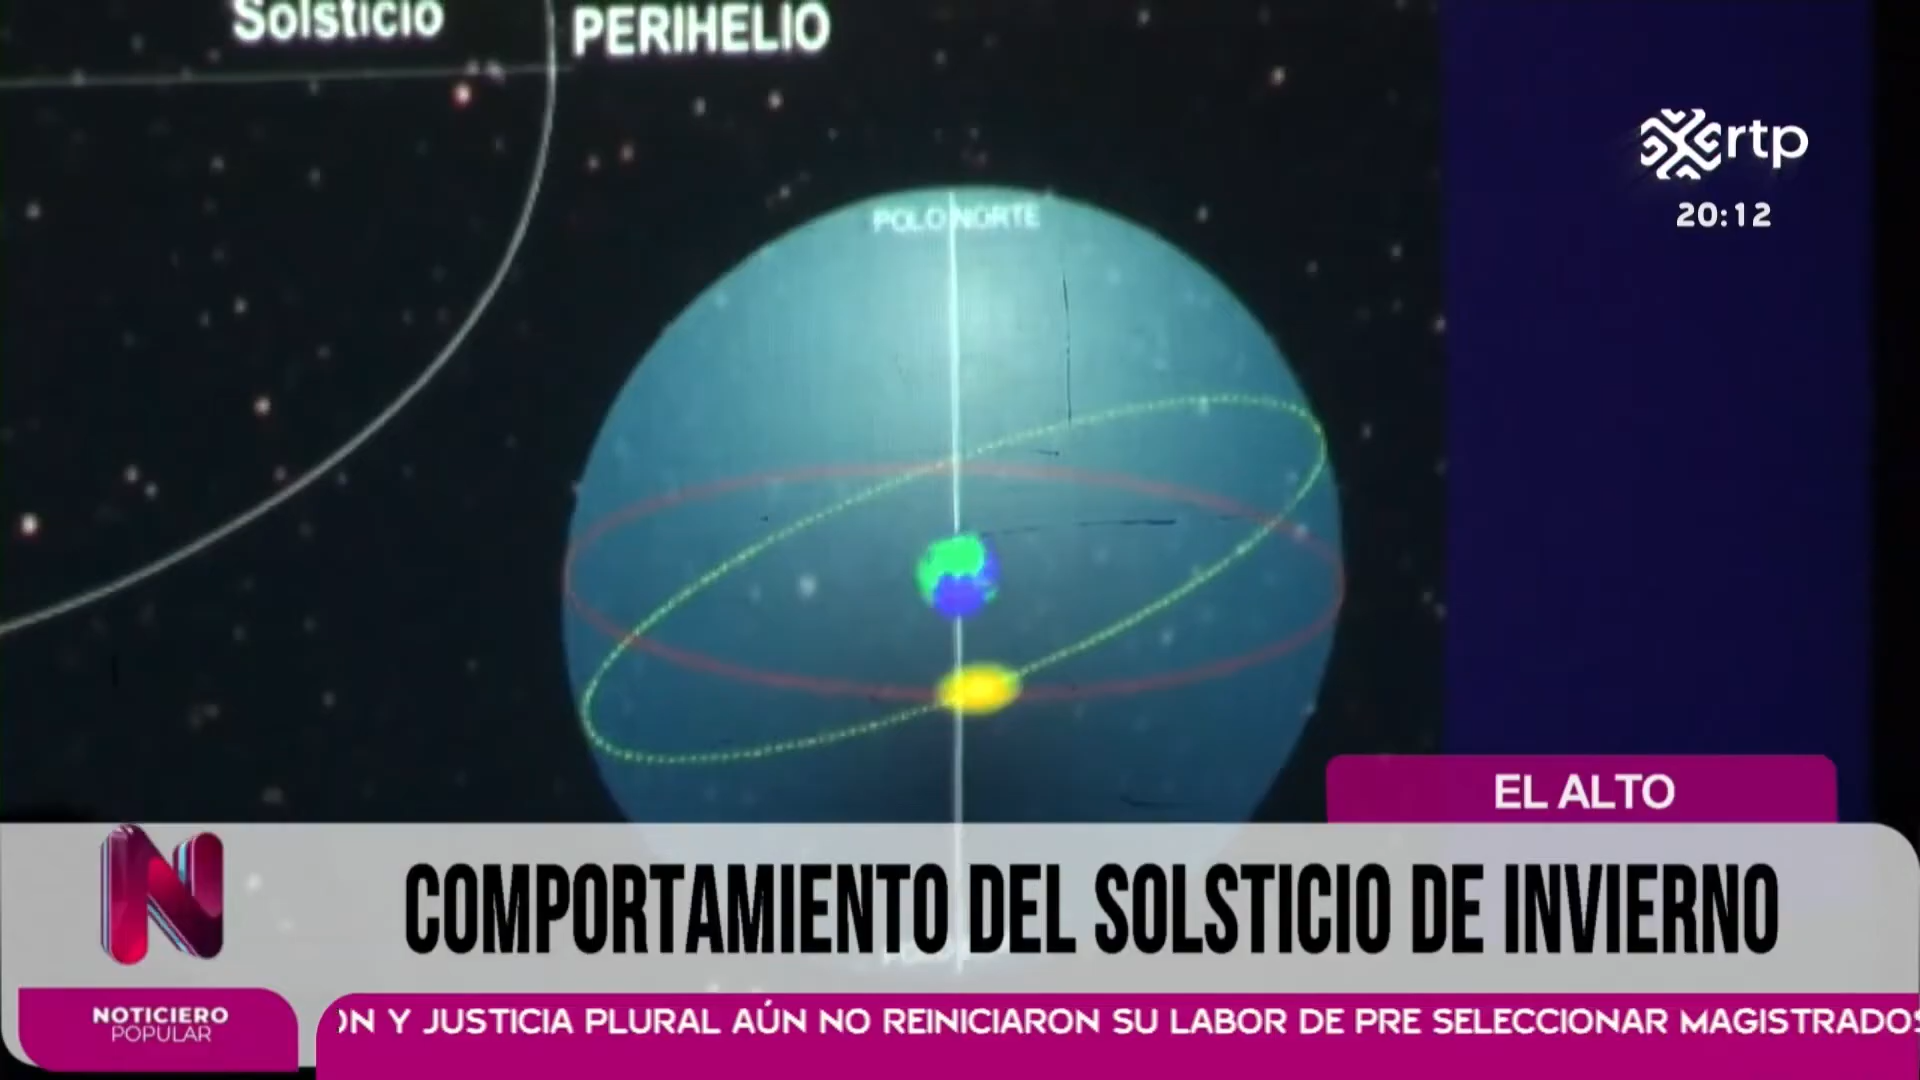 Solsticio
PERIHELIO
rtp
20:12
POLO NORTE
EL ALTO
COMPORTAMIENTO DEL SOLSTICIO DE INVIERNO
NOTICIERO
POPULAR
ÓN Y JUSTICIA PLURAL AÚN NO REINICIARON SU LABOR DE PRE SELECCIONAR MAGISTRADOS